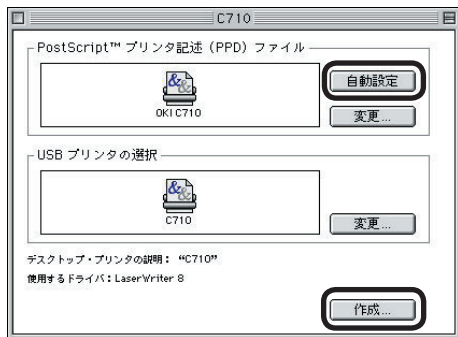 C710
PostScript™ プリンタ記述（PPD）ファイル
自動設定
OKI C710
変更...
USB プリンタの選択
C710
変更...
デスクトップ・プリンタの説明： “C710”
使用するドライバ：LaserWriter 8
作成...